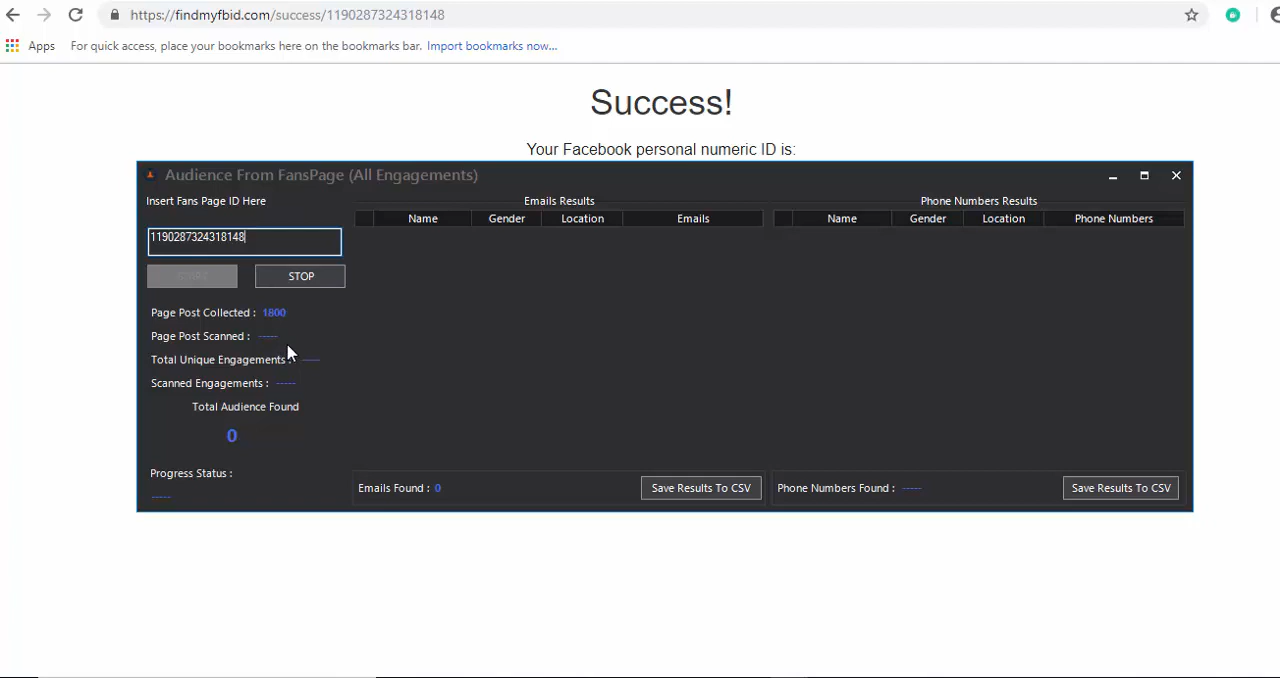 https://findmyfbid.com/success/1190287324318148
Apps For quick access, place your bookmarks here on the bookmarks bar. Import bookmarks now...
Success!
Your Facebook personal numeric ID is:
Audience From FansPage (All Engagements)
Insert Fans Page ID Here
1190287324318148
START STOP
Page Post Collected : 1800
Page Post Scanned : -----
Total Unique Engagements : -----
Scanned Engagements : -----
Total Audience Found
0
Progress Status :
-----
Emails Results
Name Gender Location Emails
Emails Found : 0 Save Results To CSV
Phone Numbers Results
Name Gender Location Phone Numbers
Phone Numbers Found : ----- Save Results To CSV